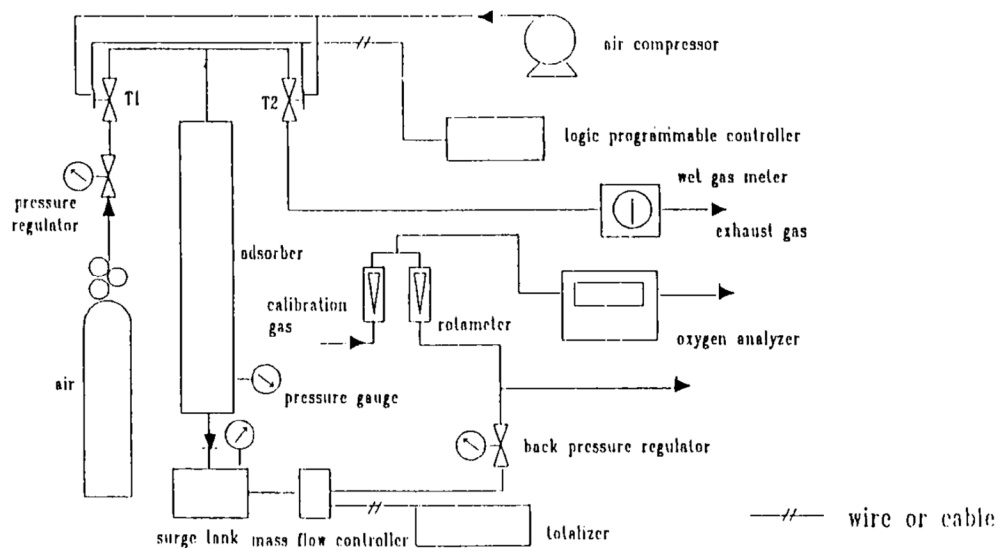 air compressor
T1
T2
logic programmable controller
wet gas meter
pressure
regulator
exhaust gas
adsorber
calibration
gas
rotameter
oxygen analyzer
air
pressure gauge
back pressure regulator
surge tank
mass flow controller
totalizer
wire or cable